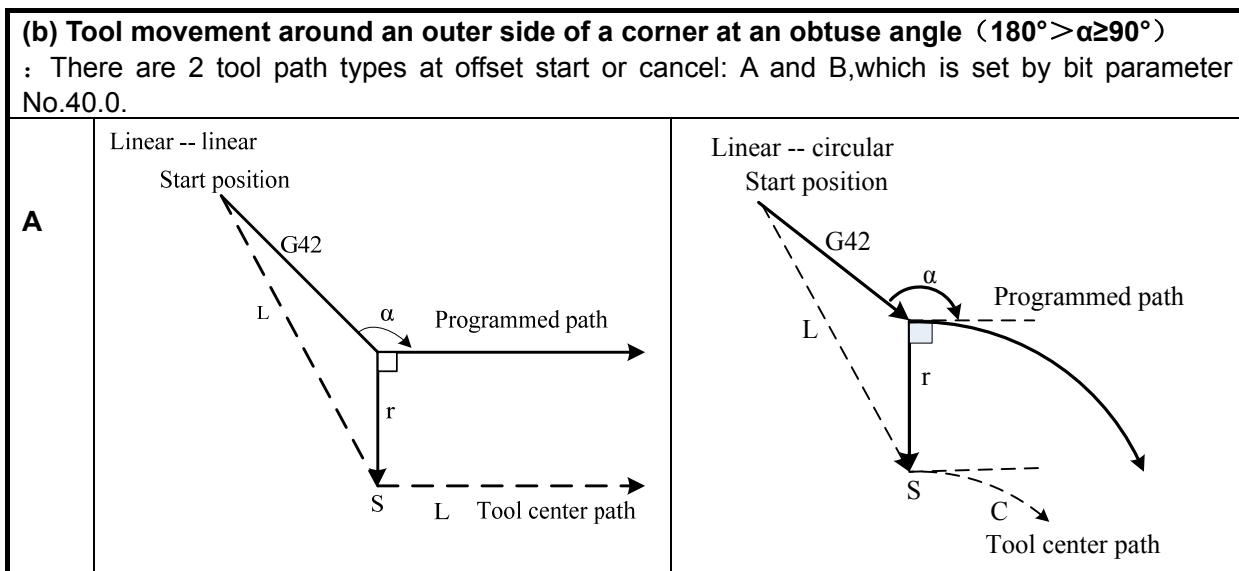 (b) Tool movement around an outer side of a corner at an obtuse angle（180°＞α≥90°）
：There are 2 tool path types at offset start or cancel: A and B,which is set by bit parameter
No.40.0.
A
Linear -- linear
Start position
G42
L
α
Programmed path
r
S
L
Tool center path
Linear -- circular
Start position
G42
α
Programmed path
L
r
S
C
Tool center path